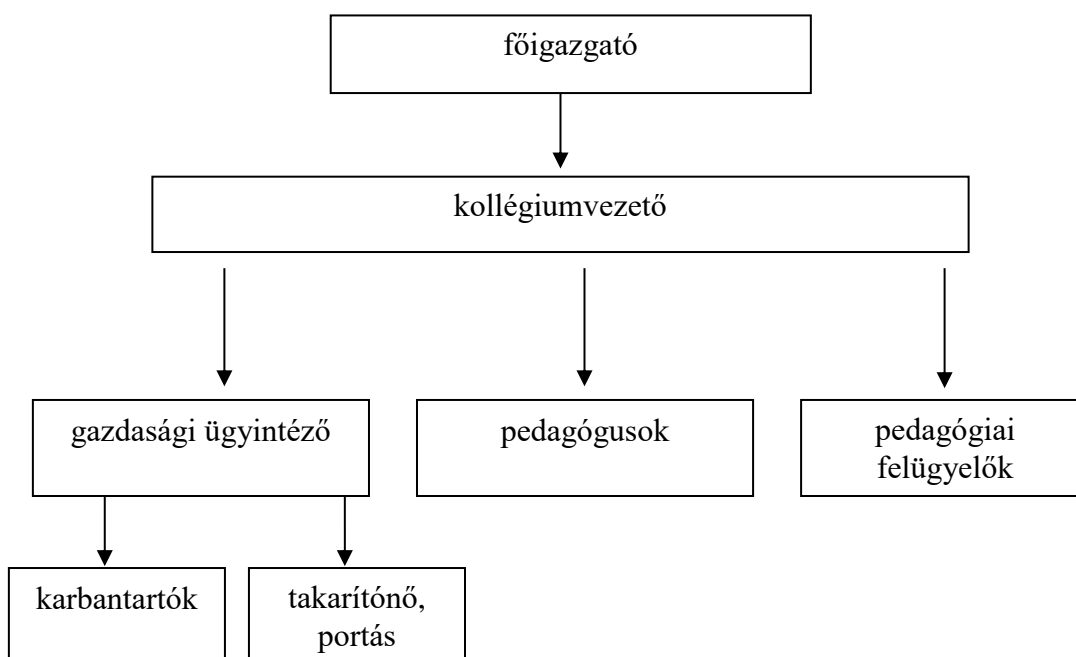 főigazgató
kollégiumvezető
gazdasági ügyintéző
pedagógusok
pedagógiai
felügyelők
karbantartók
takarítónő,
portás